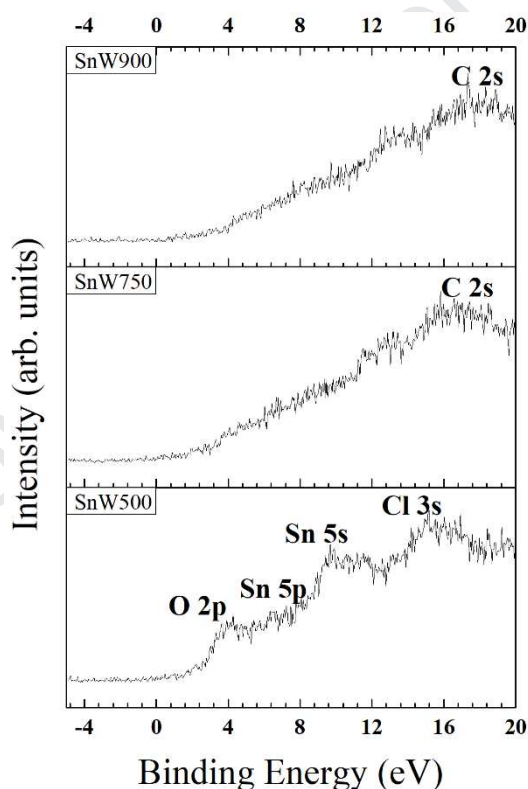 -4 0 4 8 12 16 20
SnW900
C 2s
SnW750
C 2s
Intensity (arb. units)
SnW500
Cl 3s
Sn 5s
Sn 5p
O 2p
-4 0 4 8 12 16 20
Binding Energy (eV)